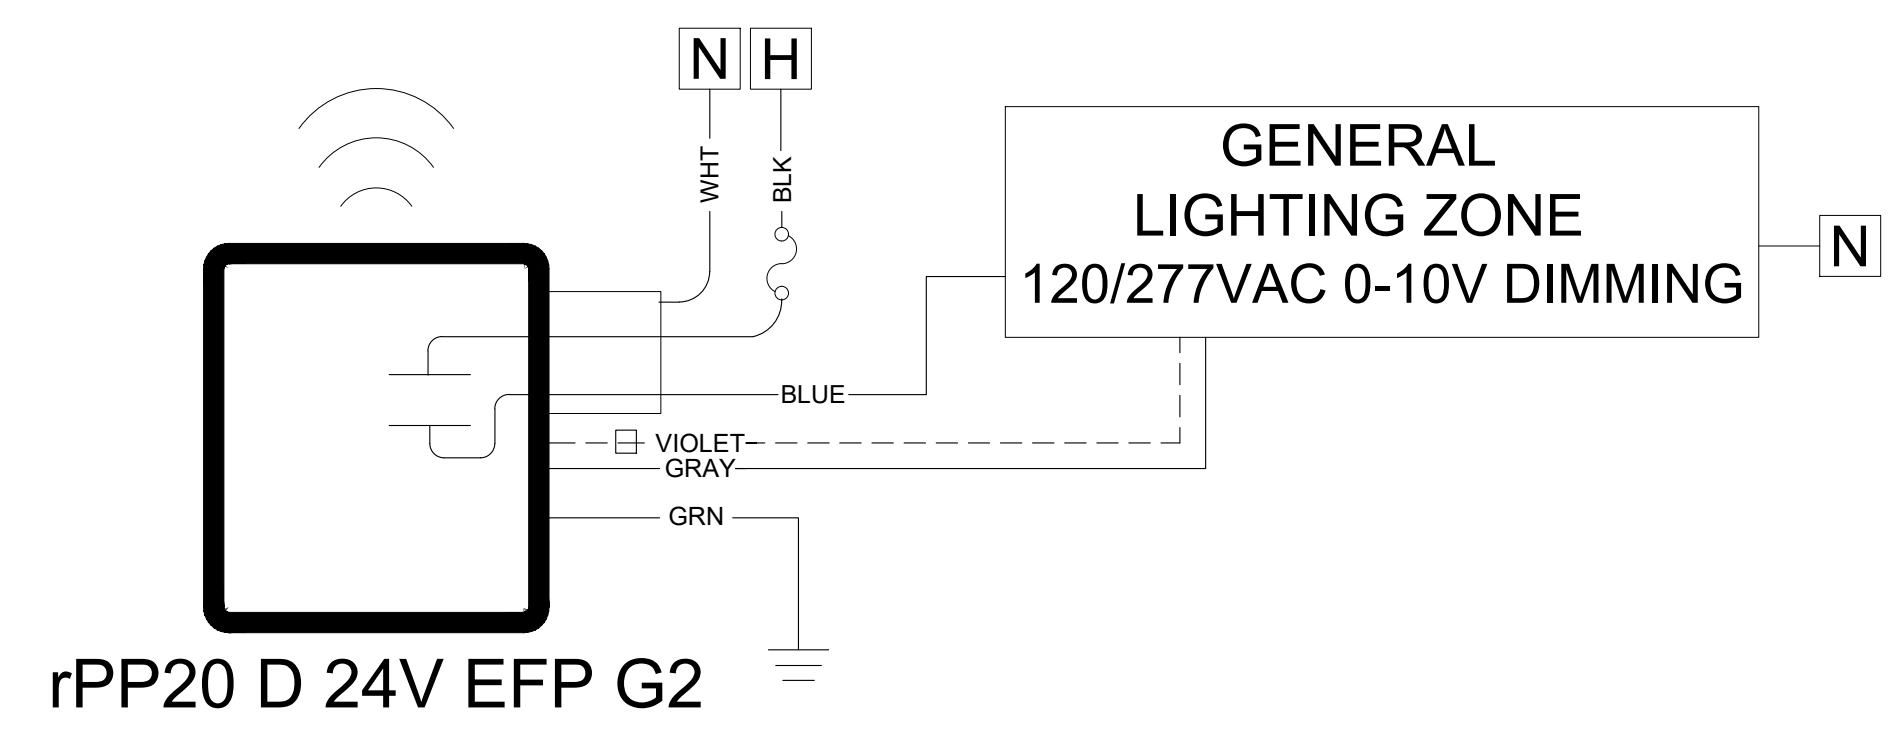 N H
WHT
BLK
GENERAL
LIGHTING ZONE
120/277VAC 0-10V DIMMING
N
BLUE
VIOLET
GRAY
GRN
rPP20 D 24V EFP G2